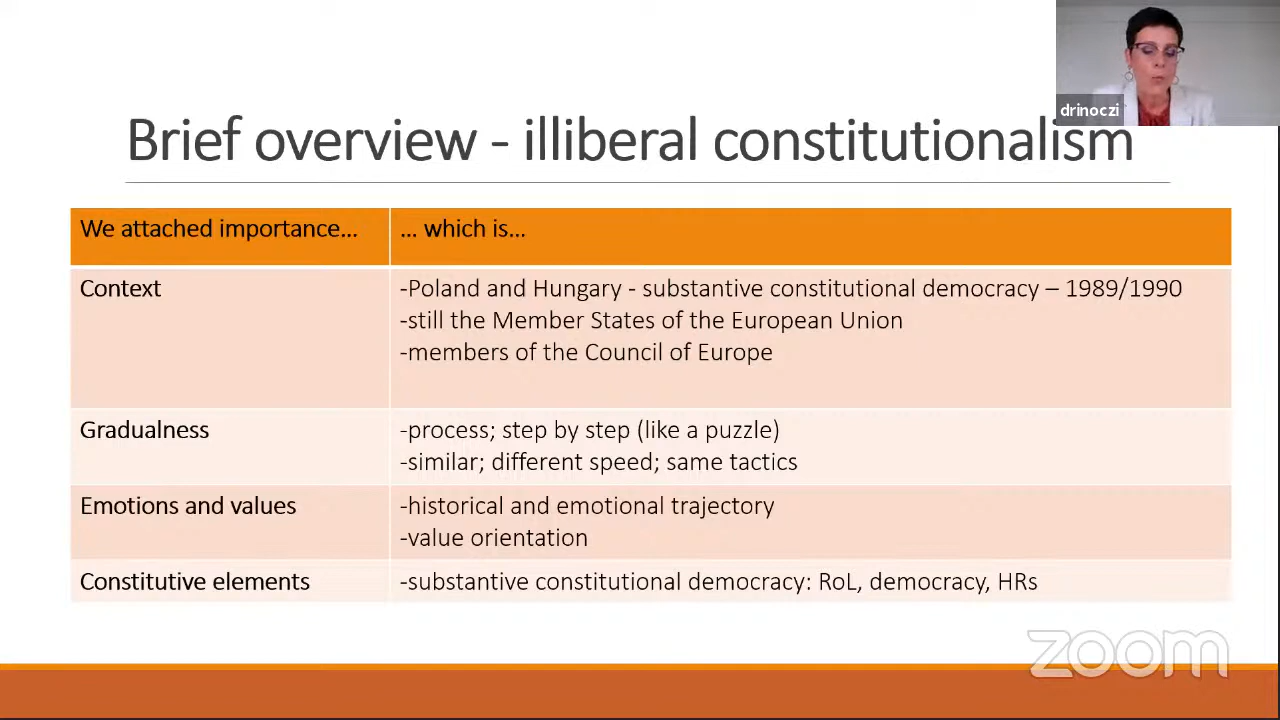 drinoczi
Brief overview - illiberal constitutionalism
We attached importance... ... which is...
Context
-Poland and Hungary - substantive constitutional democracy – 1989/1990
-still the Member States of the European Union
-members of the Council of Europe
Gradualness
-process; step by step (like a puzzle)
-similar; different speed; same tactics
Emotions and values
-historical and emotional trajectory
-value orientation
Constitutive elements
-substantive constitutional democracy: RoL, democracy, HRs
zoom